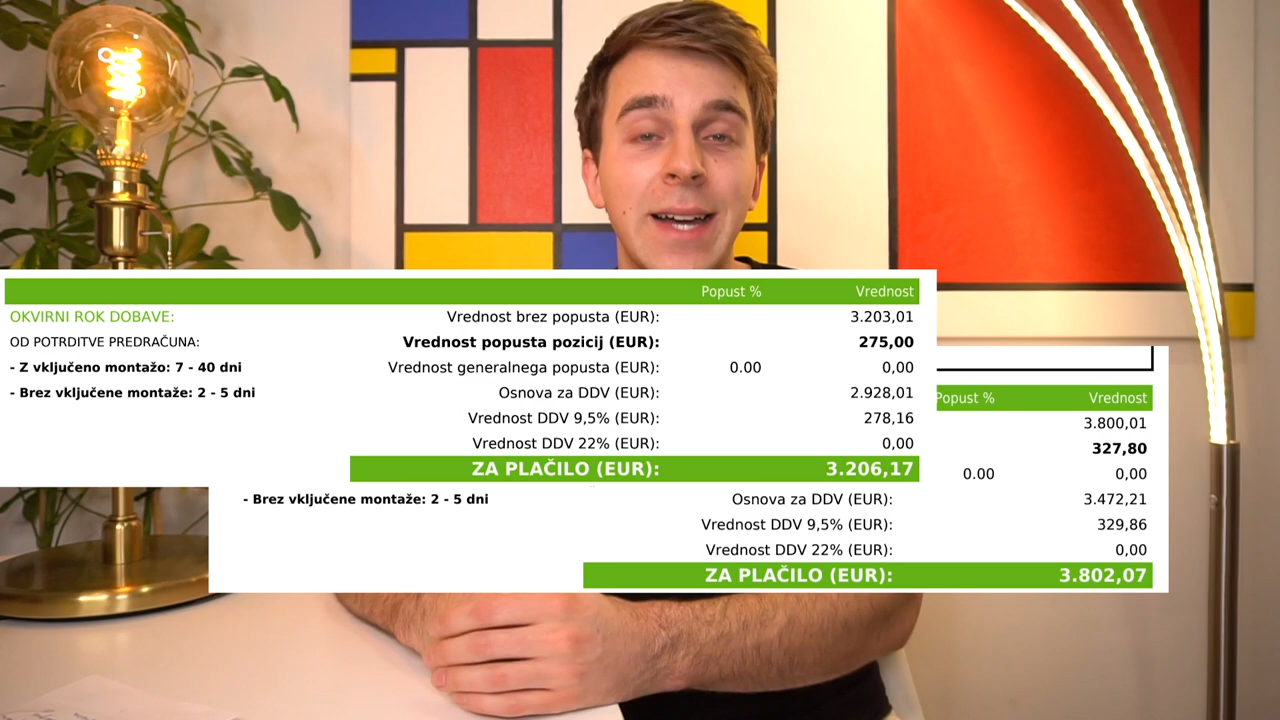 Popust % Vrednost
OKVIRNI ROK DOBAVE: Vrednost brez popusta (EUR): 3.203,01
OD POTRDITVE PREDRAČUNA: Vrednost popusta pozicij (EUR): 275,00
- Z vključeno montažo: 7 - 40 dni Vrednost generalnega popusta (EUR): 0.00 0,00
- Brez vključene montaže: 2 - 5 dni Osnova za DDV (EUR): 2.928,01
Vrednost DDV 9,5% (EUR): 278,16
Vrednost DDV 22% (EUR): 0,00
ZA PLAČILO (EUR): 3.206,17
Popust % Vrednost
3.800,01
327,80
0.00 0,00
- Brez vključene montaže: 2 - 5 dni Osnova za DDV (EUR): 3.472,21
Vrednost DDV 9,5% (EUR): 329,86
Vrednost DDV 22% (EUR): 0,00
ZA PLAČILO (EUR): 3.802,07